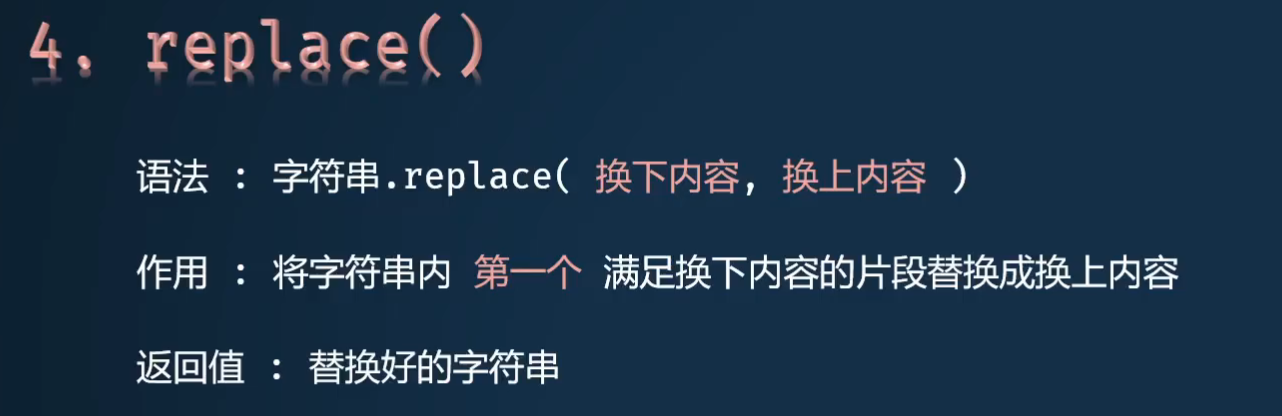 4. replace()
语法 : 字符串.replace( 换下内容, 换上内容 )
作用 : 将字符串内 第一个 满足换下内容的片段替换成换上内容
返回值 : 替换好的字符串